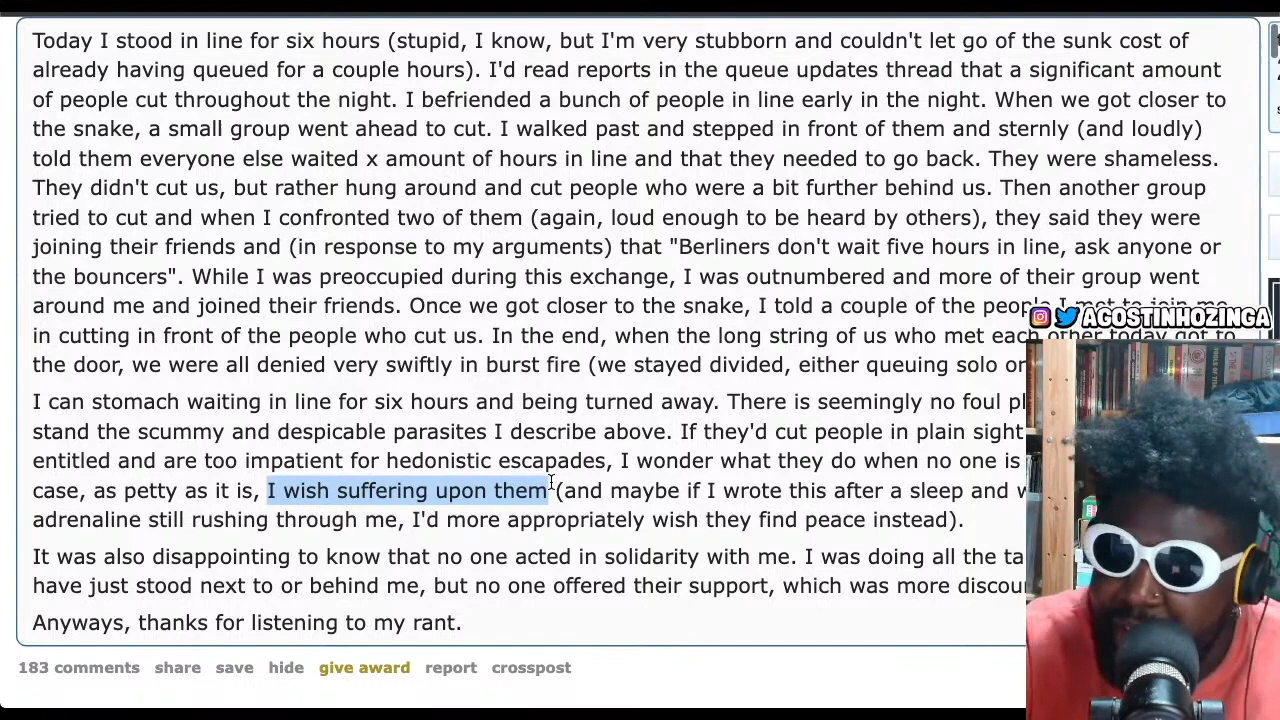 Today I stood in line for six hours (stupid, I know, but I'm very stubborn and couldn't let go of the sunk cost of
already having queued for a couple hours). I'd read reports in the queue updates thread that a significant amount
of people cut throughout the night. I befriended a bunch of people in line early in the night. When we got closer to
the snake, a small group went ahead to cut. I walked past and stepped in front of them and sternly (and loudly)
told them everyone else waited x amount of hours in line and that they needed to go back. They were shameless.
They didn't cut us, but rather hung around and cut people who were a bit further behind us. Then another group
tried to cut and when I confronted two of them (again, loud enough to be heard by others), they said they were
joining their friends and (in response to my arguments) that "Berliners don't wait five hours in line, ask anyone or
the bouncers". While I was preoccupied during this exchange, I was outnumbered and more of their group went
around me and joined their friends. Once we got closer to the snake, I told a couple of the people I met to join me
in cutting in front of the people who cut us. In the end, when the long string of us who met each other today got to
the door, we were all denied very swiftly in burst fire (we stayed divided, either queuing solo or
I can stomach waiting in line for six hours and being turned away. There is seemingly no foul
stand the scummy and despicable parasites I describe above. If they'd cut people in plain sight
entitled and are too impatient for hedonistic escapades, I wonder what they do when no one is
case, as petty as it is, I wish suffering upon them (and maybe if I wrote this after a sleep and
adrenaline still rushing through me, I'd more appropriately wish they find peace instead).
It was also disappointing to know that no one acted in solidarity with me. I was doing all the
have just stood next to or behind me, but no one offered their support, which was more
Anyways, thanks for listening to my rant.
183 comments share save hide give award report crosspost
AGOSTINHOZINGA